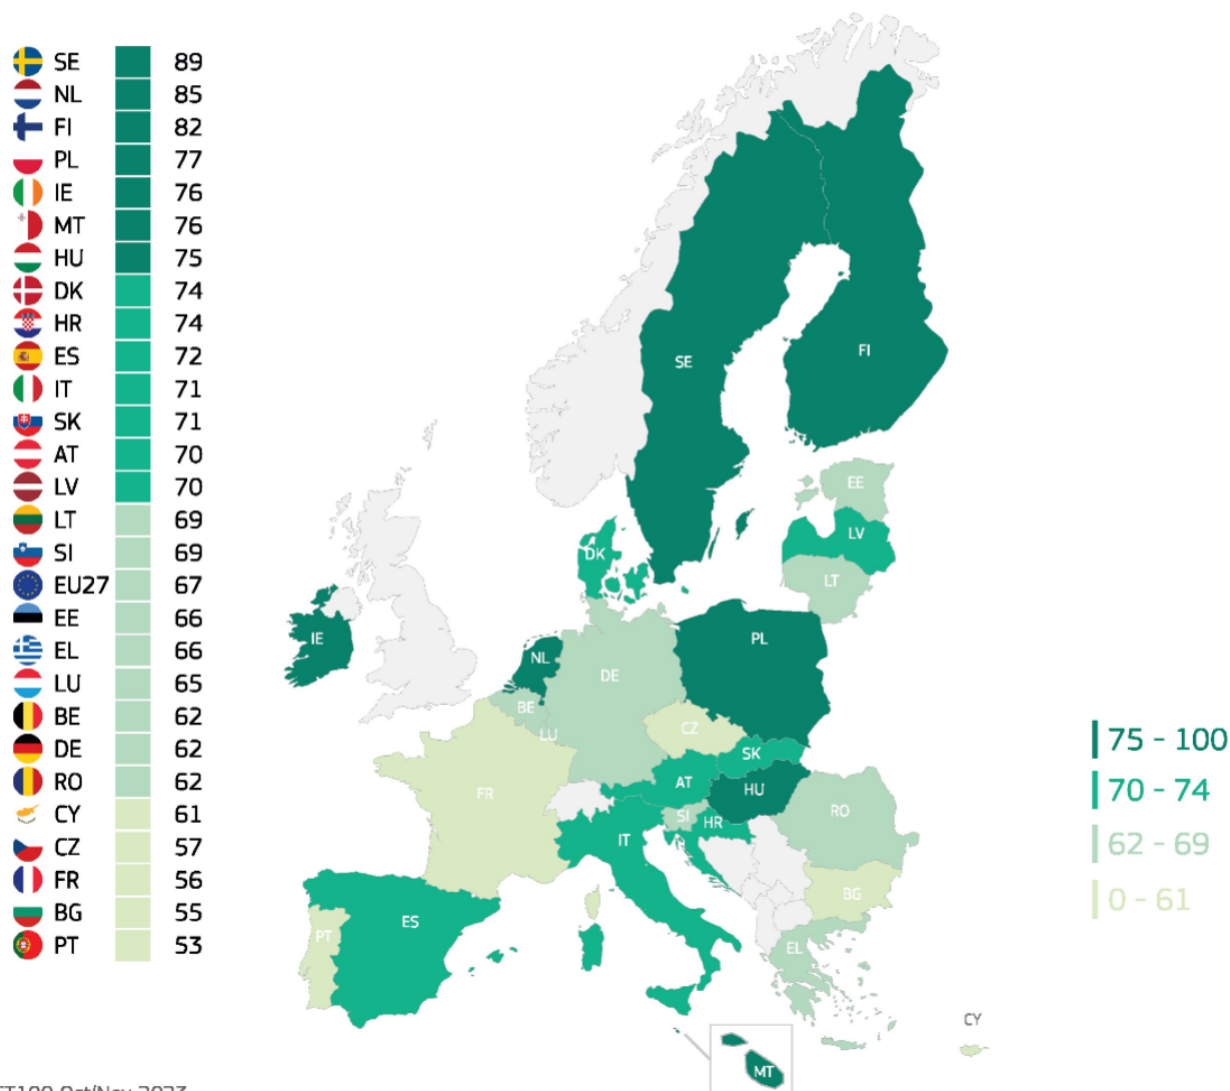 SE 89
NL 85
FI 82
PL 77
IE 76
MT 76
HU 75
DK 74
HR 74
ES 72
IT 71
SK 71
AT 70
LV 70
LT 69
SI 69
EU27 67
EE 66
EL 66
LU 65
BE 62
DE 62
RO 62
CY 61
CZ 57
FR 56
BG 55
PT 53
SE
FI
EE
LV
LT
DK
IE
NL
PL
DE
BE
LU
CZ
SK
FR
AT
HU
SI
HR
IT
RO
BG
ES
PT
EL
CY
MT
75 - 100
70 - 74
62 - 69
0 - 61
Oct/Nov 2023